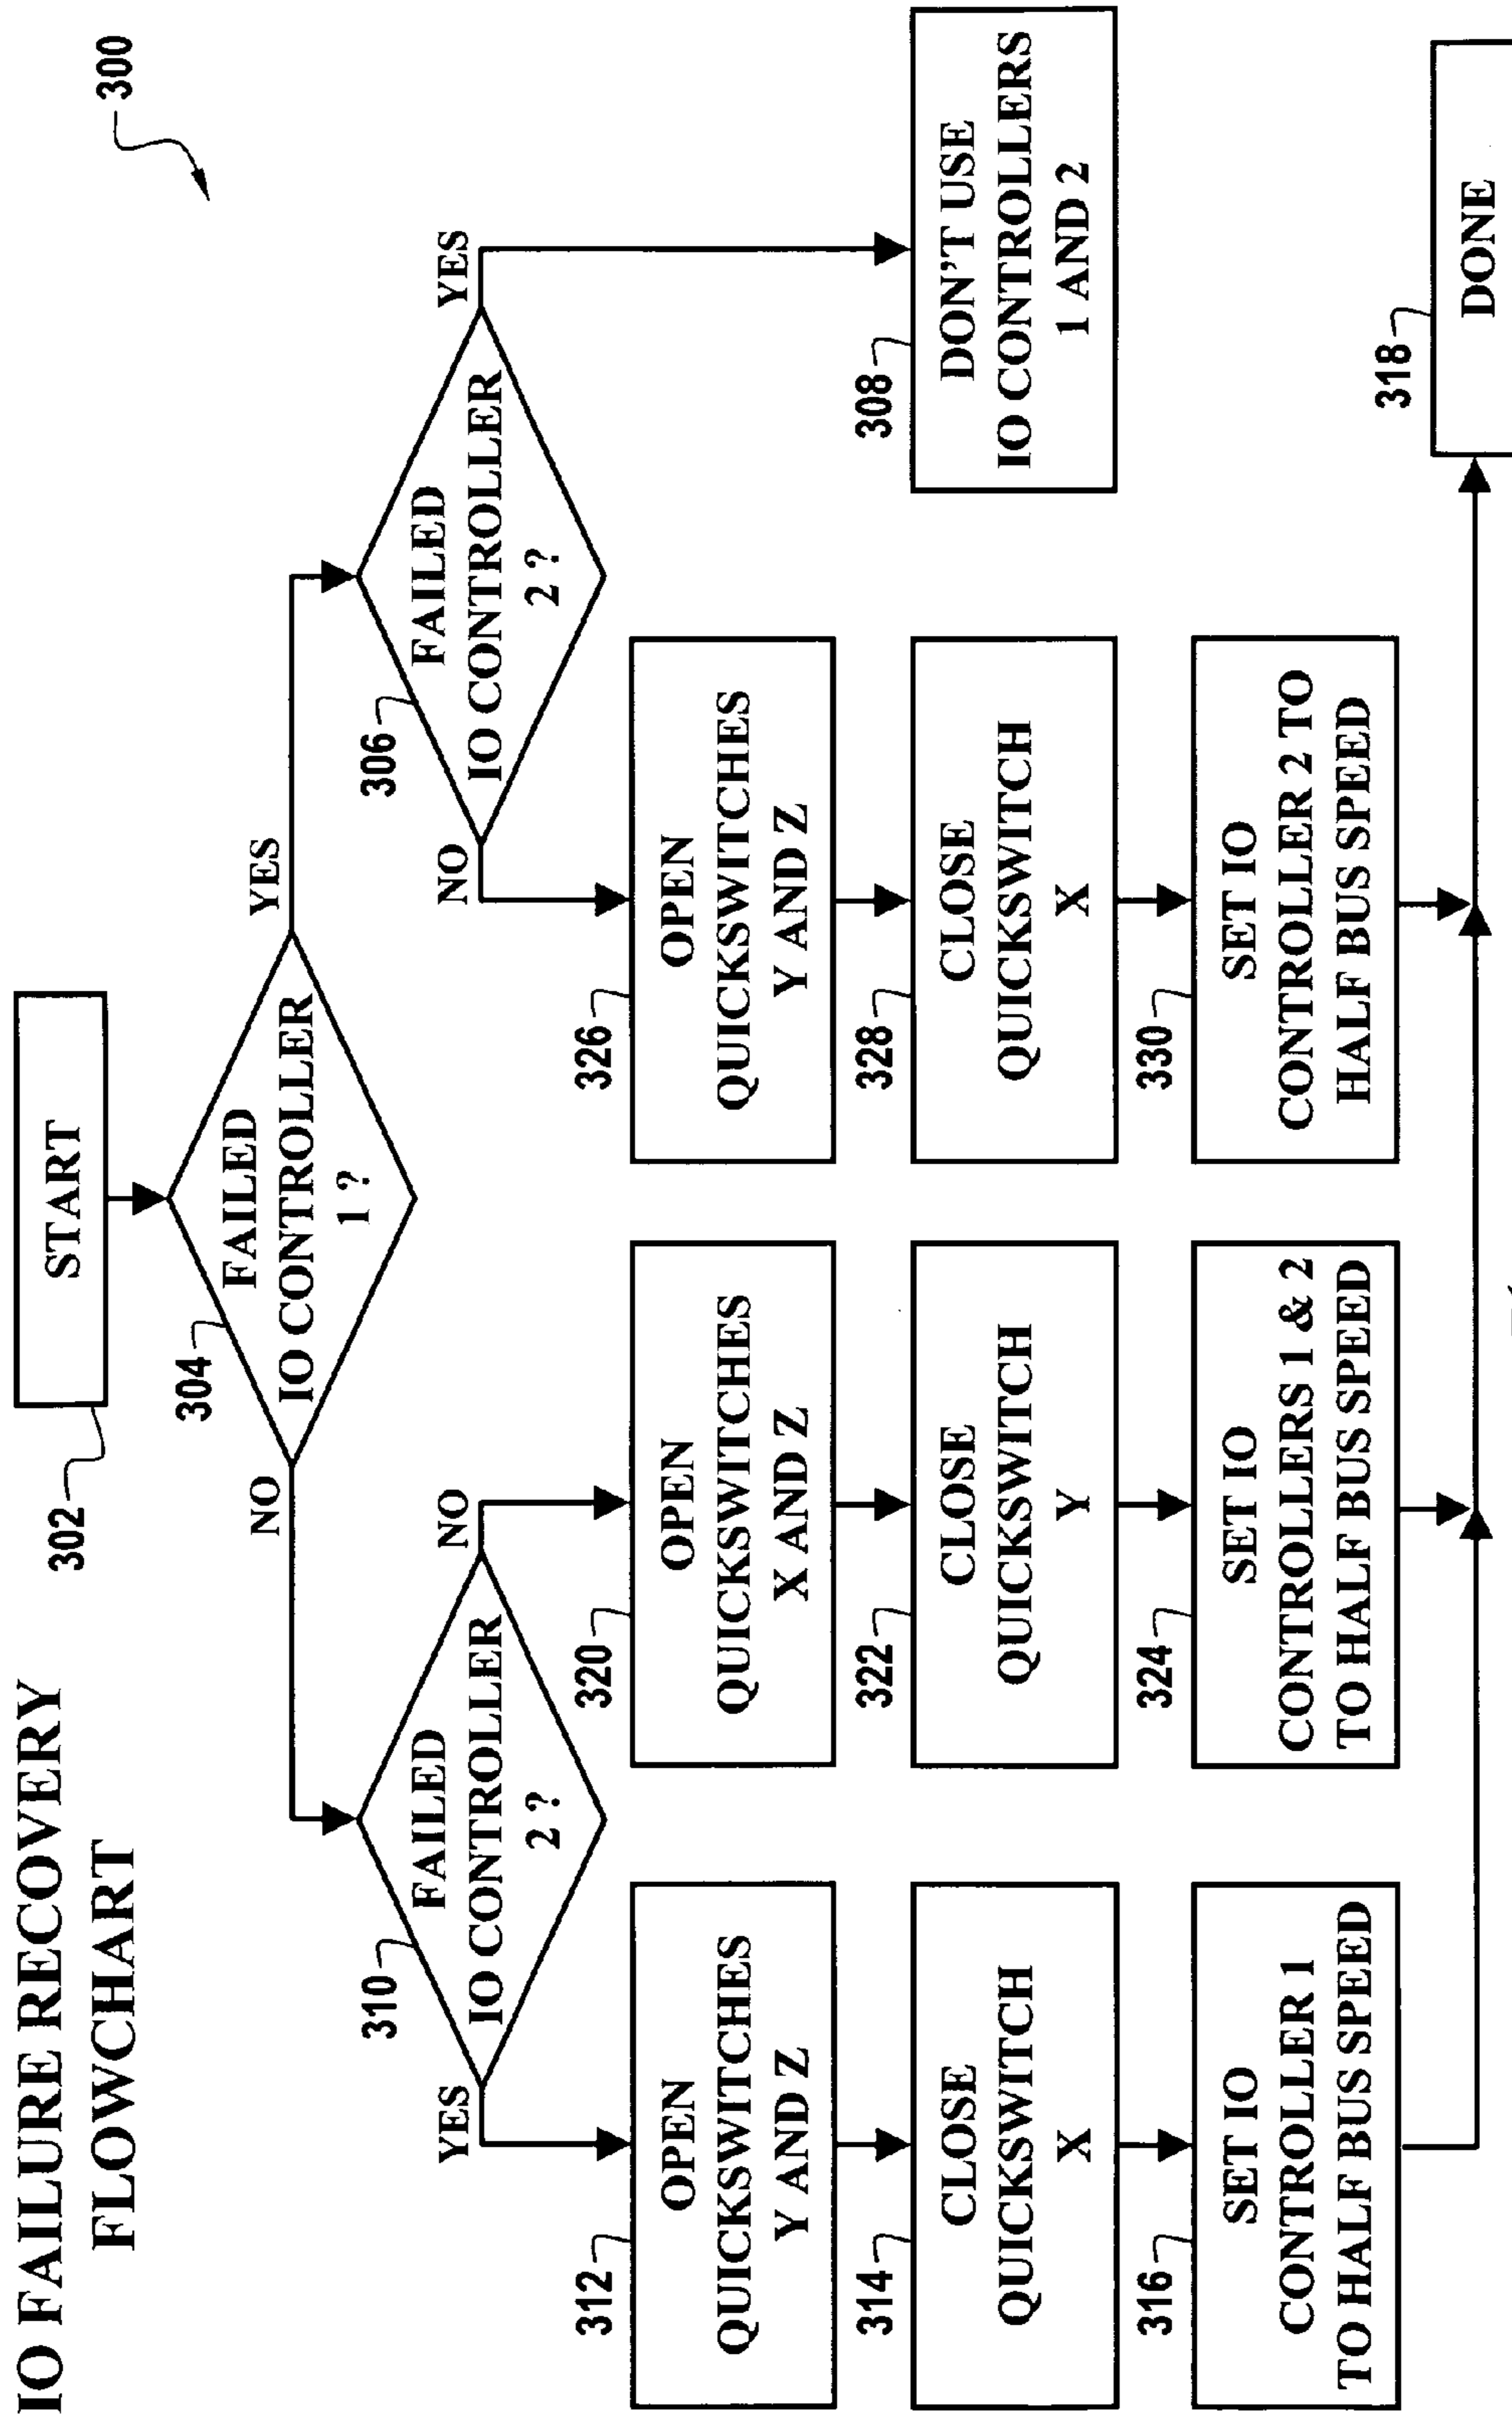 IO FAILURE RECOVERY
FLOWCHART
300
302
START
304
FAILED
IO CONTROLLER
1 ?
NO
YES
310
FAILED
IO CONTROLLER
2 ?
YES
NO
306
FAILED
IO CONTROLLER
2 ?
NO
YES
312
OPEN
QUICKSWITCHES
Y AND Z
320
OPEN
QUICKSWITCHES
X AND Z
326
OPEN
QUICKSWITCHES
Y AND Z
314
CLOSE
QUICKSWITCH
X
322
CLOSE
QUICKSWITCH
Y
328
CLOSE
QUICKSWITCH
X
308
DON'T USE
IO CONTROLLERS
1 AND 2
316
SET IO
CONTROLLER 1
TO HALF BUS SPEED
324
SET IO
CONTROLLERS 1 & 2
TO HALF BUS SPEED
330
SET IO
CONTROLLER 2 TO
HALF BUS SPEED
318
DONE